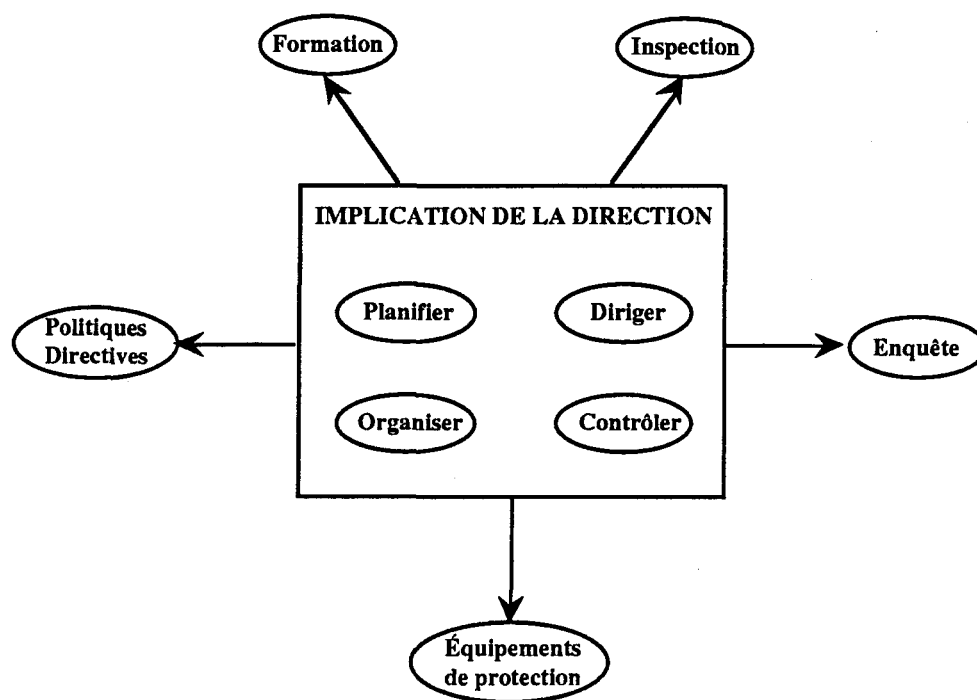 Formation
Inspection
IMPLICATION DE LA DIRECTION
Planifier
Diriger
Politiques
Directives
Enquête
Organiser
Contrôler
Équipements
de protection